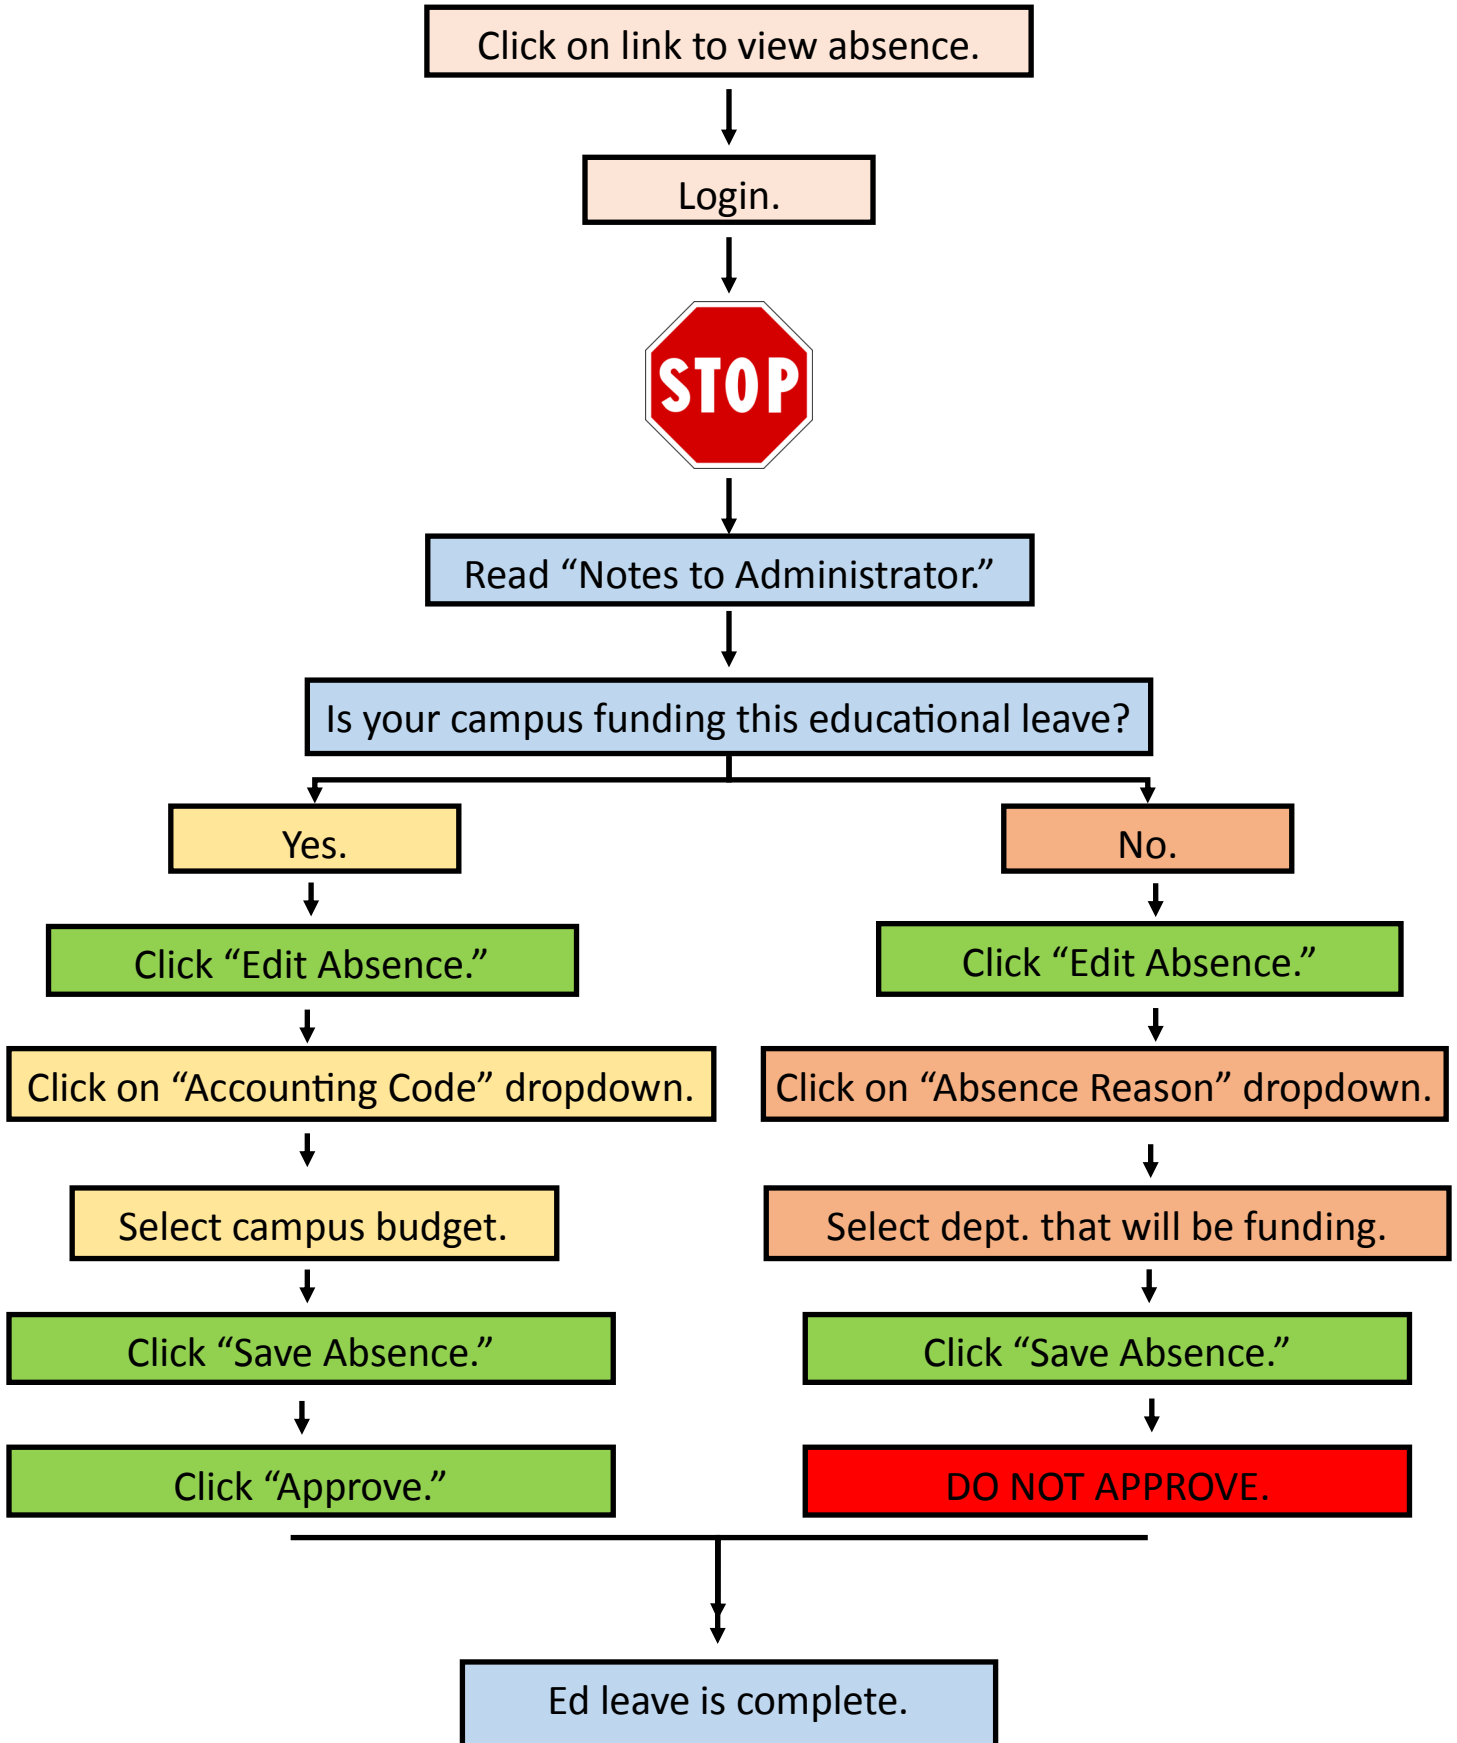 Click on link to view absence.
Login.
STOP
Read “Notes to Administrator.”
Is your campus funding this educational leave?
Yes.
No.
Click “Edit Absence.”
Click “Edit Absence.”
Click on “Accounting Code” dropdown.
Click on “Absence Reason” dropdown.
Select campus budget.
Select dept. that will be funding.
Click “Save Absence.”
Click “Save Absence.”
Click “Approve.”
DO NOT APPROVE.
Ed leave is complete.